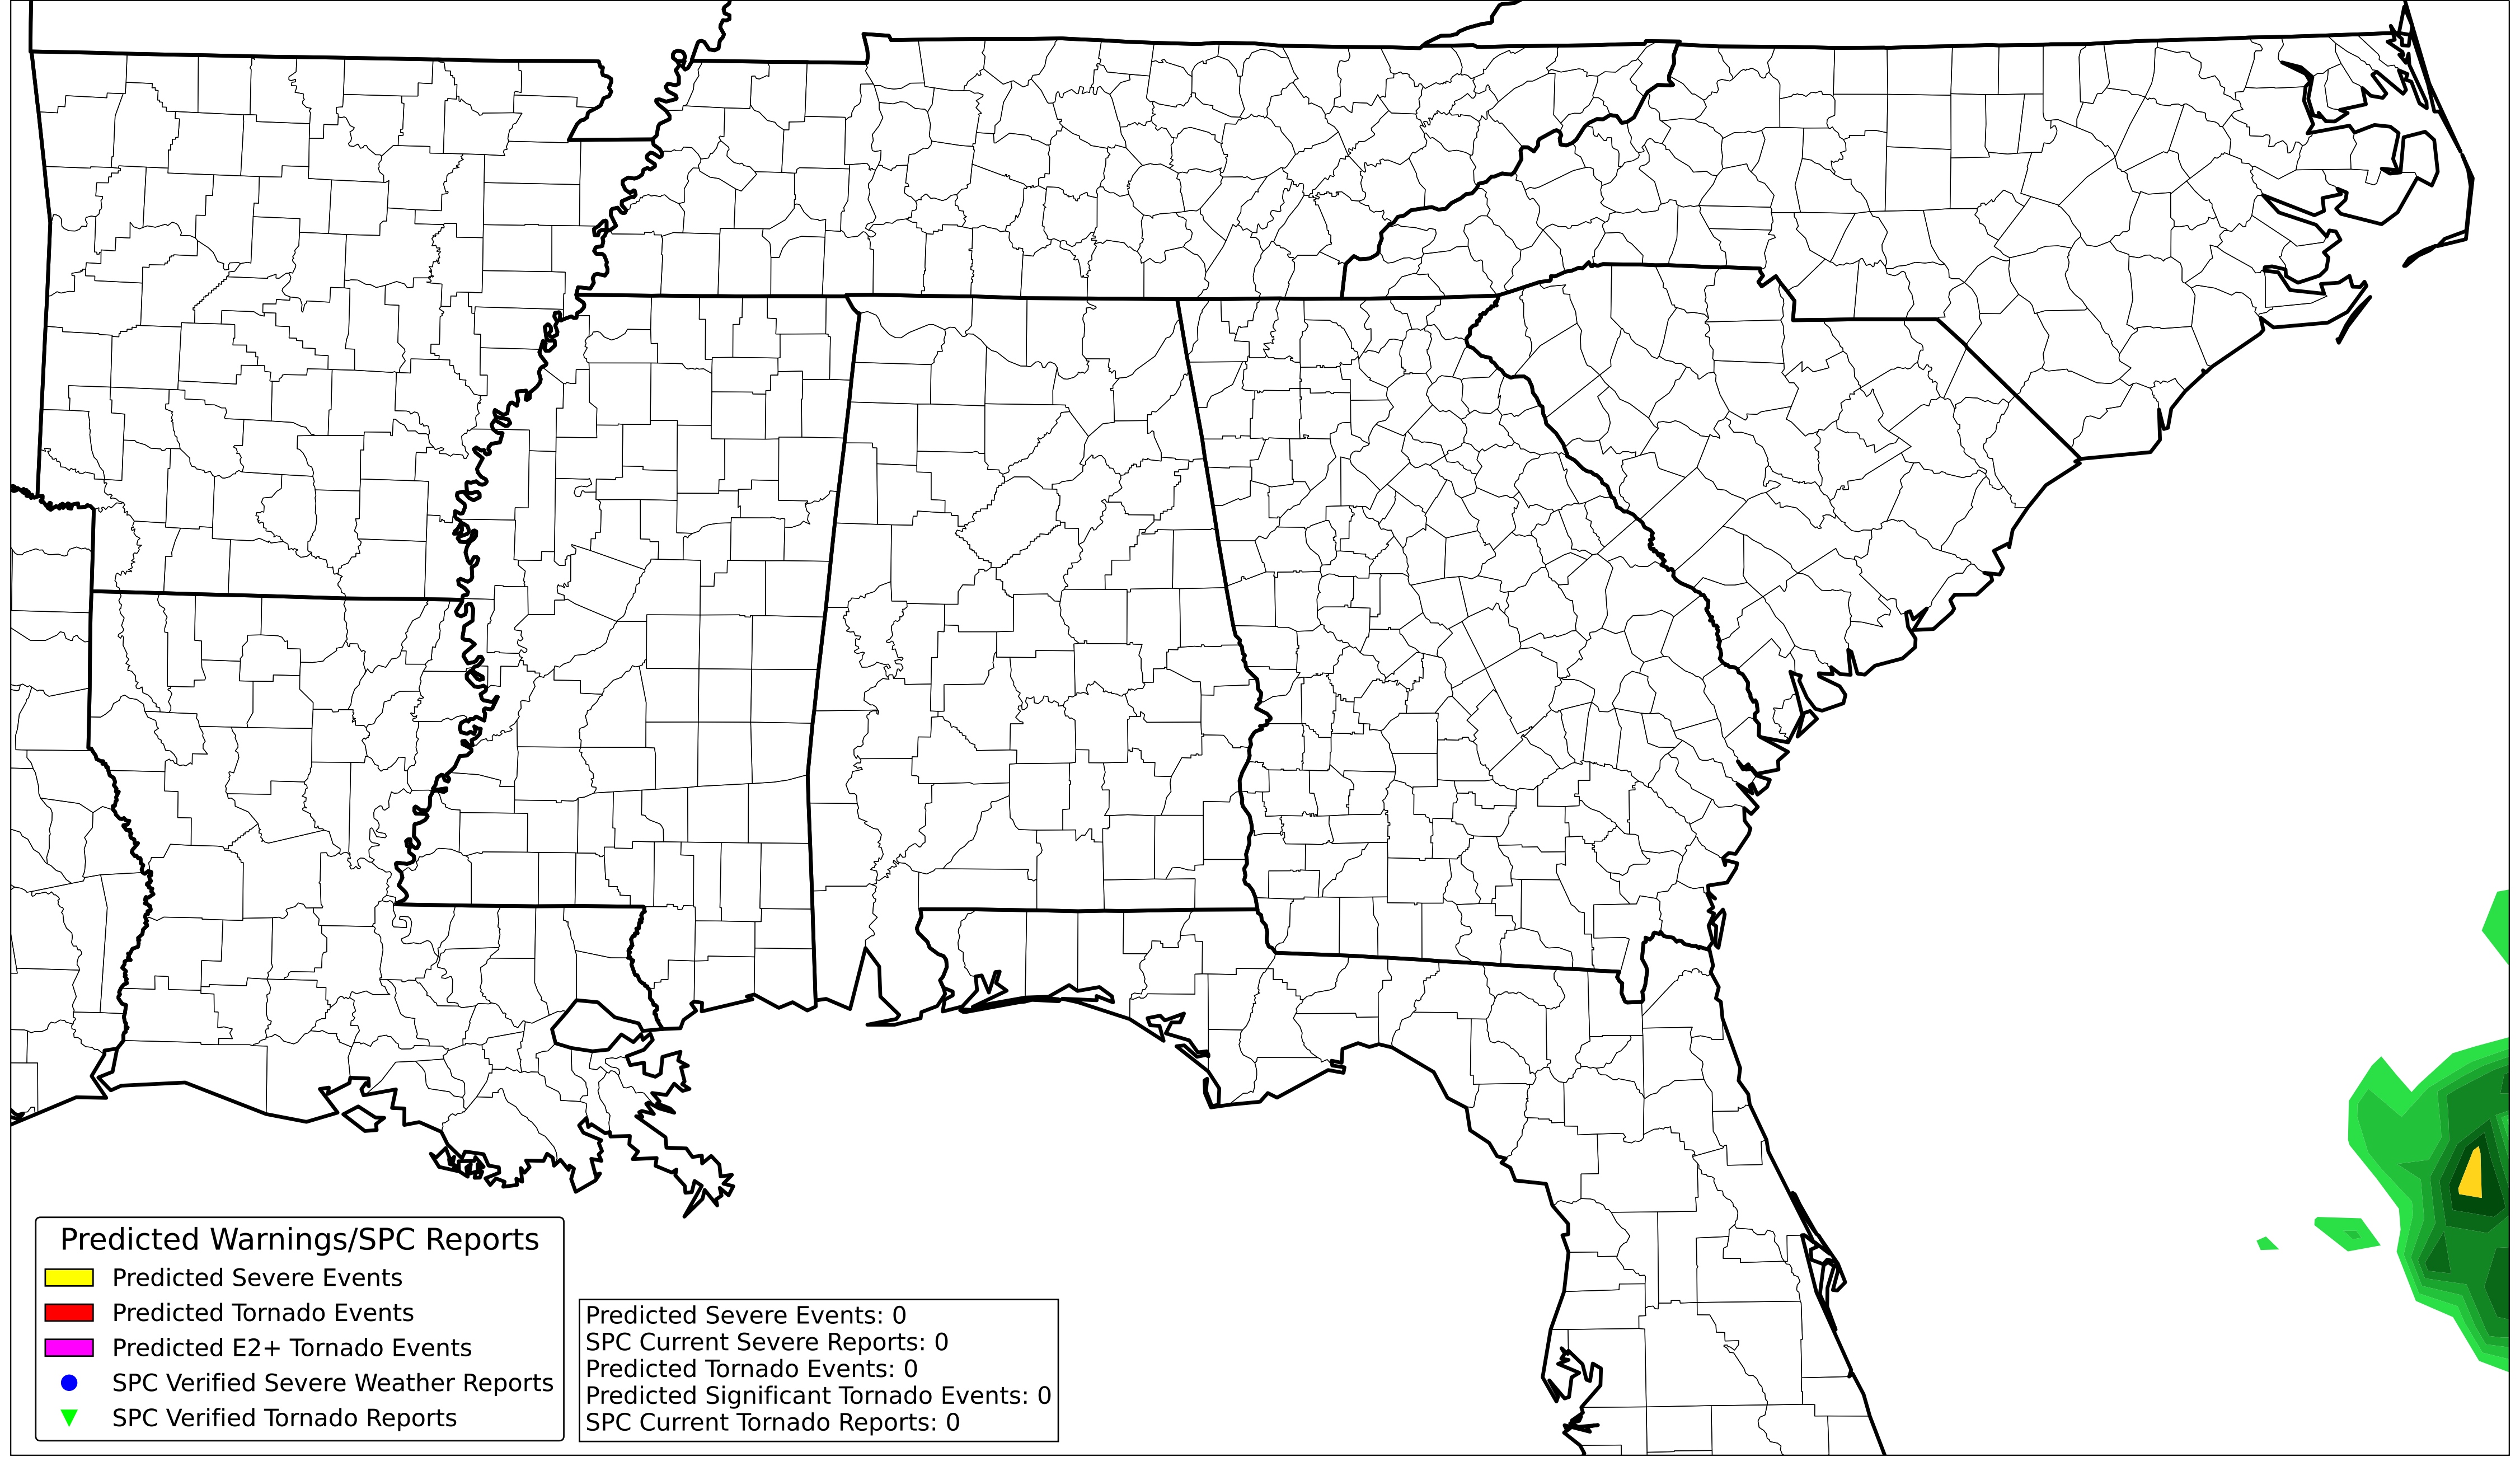 Predicted Warnings/SPC Reports
Predicted Severe Events
Predicted Tornado Events
Predicted E2+ Tornado Events
SPC Verified Severe Weather Reports
SPC Verified Tornado Reports
Predicted Severe Events: 0
SPC Current Severe Reports: 0
Predicted Tornado Events: 0
Predicted Significant Tornado Events: 0
SPC Current Tornado Reports: 0